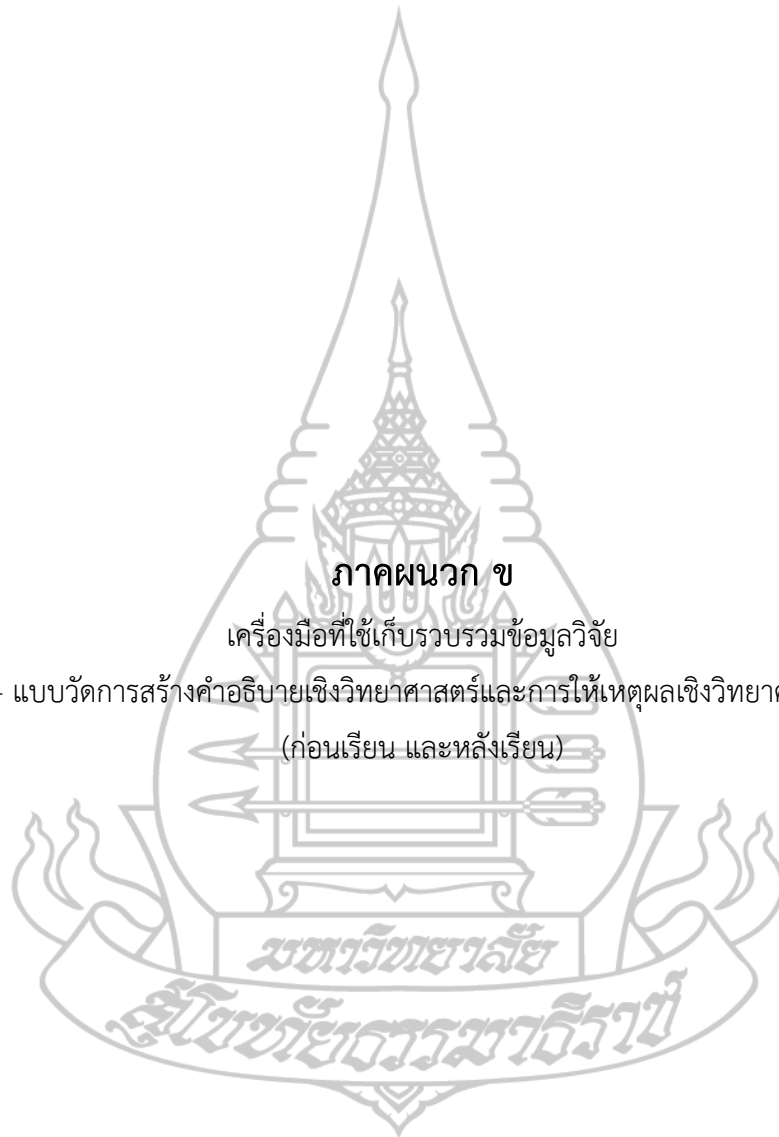 ภาคผนวก ข
เครื่องมือที่ใช้เก็บรวบรวมข้อมูลวิจัย
- แบบวัดการสร้างคำอธิบายเชิงวิทยาศาสตร์และการให้เหตุผลเชิงวิทยาศ
(ก่อนเรียน และหลังเรียน)
มหาวิทยาลัย
สุโขทัยธรรมาธิราช